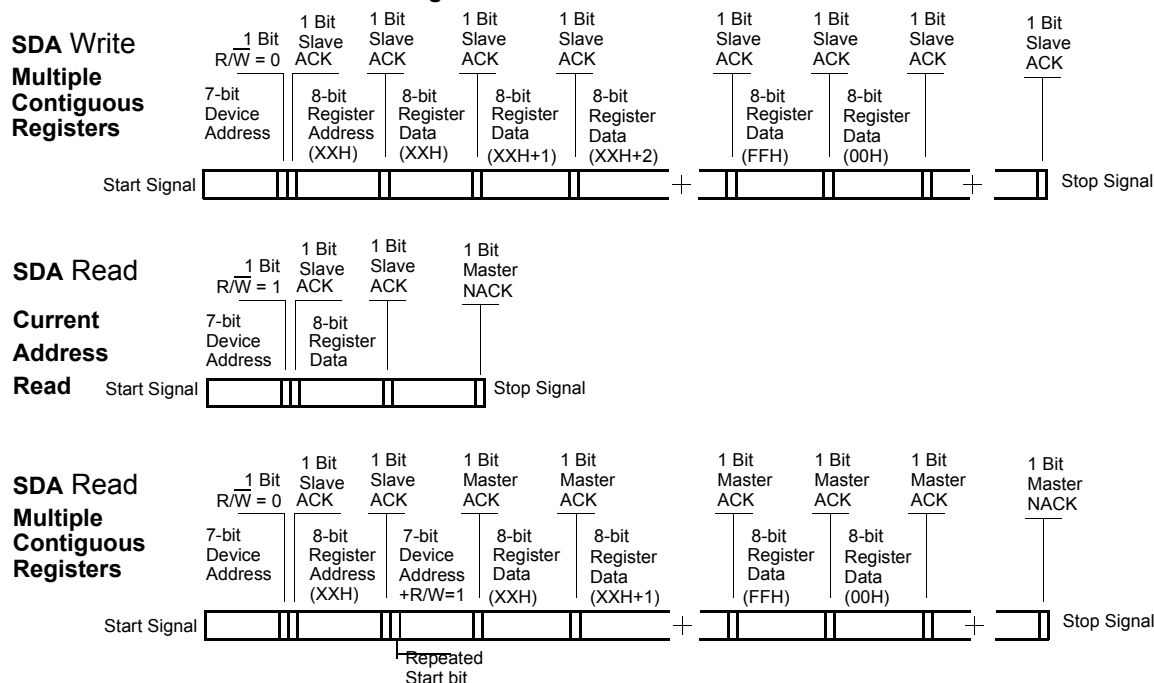 SDA Write
Multiple
Contiguous
Registers
1 Bit
R/W = 0
1 Bit
Slave
ACK
1 Bit
Slave
ACK
1 Bit
Slave
ACK
1 Bit
Slave
ACK
1 Bit
Slave
ACK
1 Bit
Slave
ACK
1 Bit
Slave
ACK
1 Bit
Slave
ACK
7-bit
Device
Address
8-bit
Register
Address
(XXH)
8-bit
Register
Data
(XXH)
8-bit
Register
Data
(XXH+1)
8-bit
Register
Data
(XXH+2)
8-bit
Register
Data
(FFH)
8-bit
Register
Data
(00H)
Start Signal
Stop Signal
SDA Read
Current
Address
Read
1 Bit
R/W = 1
1 Bit
Slave
ACK
1 Bit
Slave
ACK
1 Bit
Master
NACK
7-bit
Device
Address
8-bit
Register
Data
Start Signal
Stop Signal
SDA Read
Multiple
Contiguous
Registers
1 Bit
R/W = 0
1 Bit
Slave
ACK
1 Bit
Slave
ACK
1 Bit
Master
ACK
1 Bit
Master
ACK
1 Bit
Master
ACK
1 Bit
Master
ACK
1 Bit
Master
ACK
1 Bit
Master
NACK
7-bit
Device
Address
8-bit
Register
Address
(XXH)
7-bit
Device
Address
+R/W=1
8-bit
Register
Data
(XXH)
8-bit
Register
Data
(XXH+1)
8-bit
Register
Data
(FFH)
8-bit
Register
Data
(00H)
Start Signal
Stop Signal
Repeated
Start bit